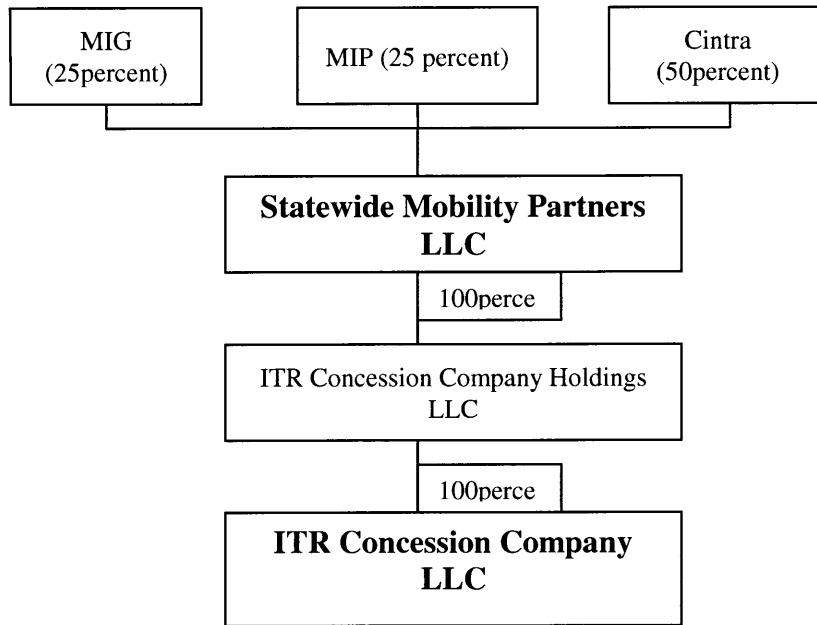 MIG
(25percent)
MIP (25 percent)
Cintra
(50percent)
Statewide Mobility Partners
LLC
100perce
ITR Concession Company Holdings
LLC
100perce
ITR Concession Company
LLC